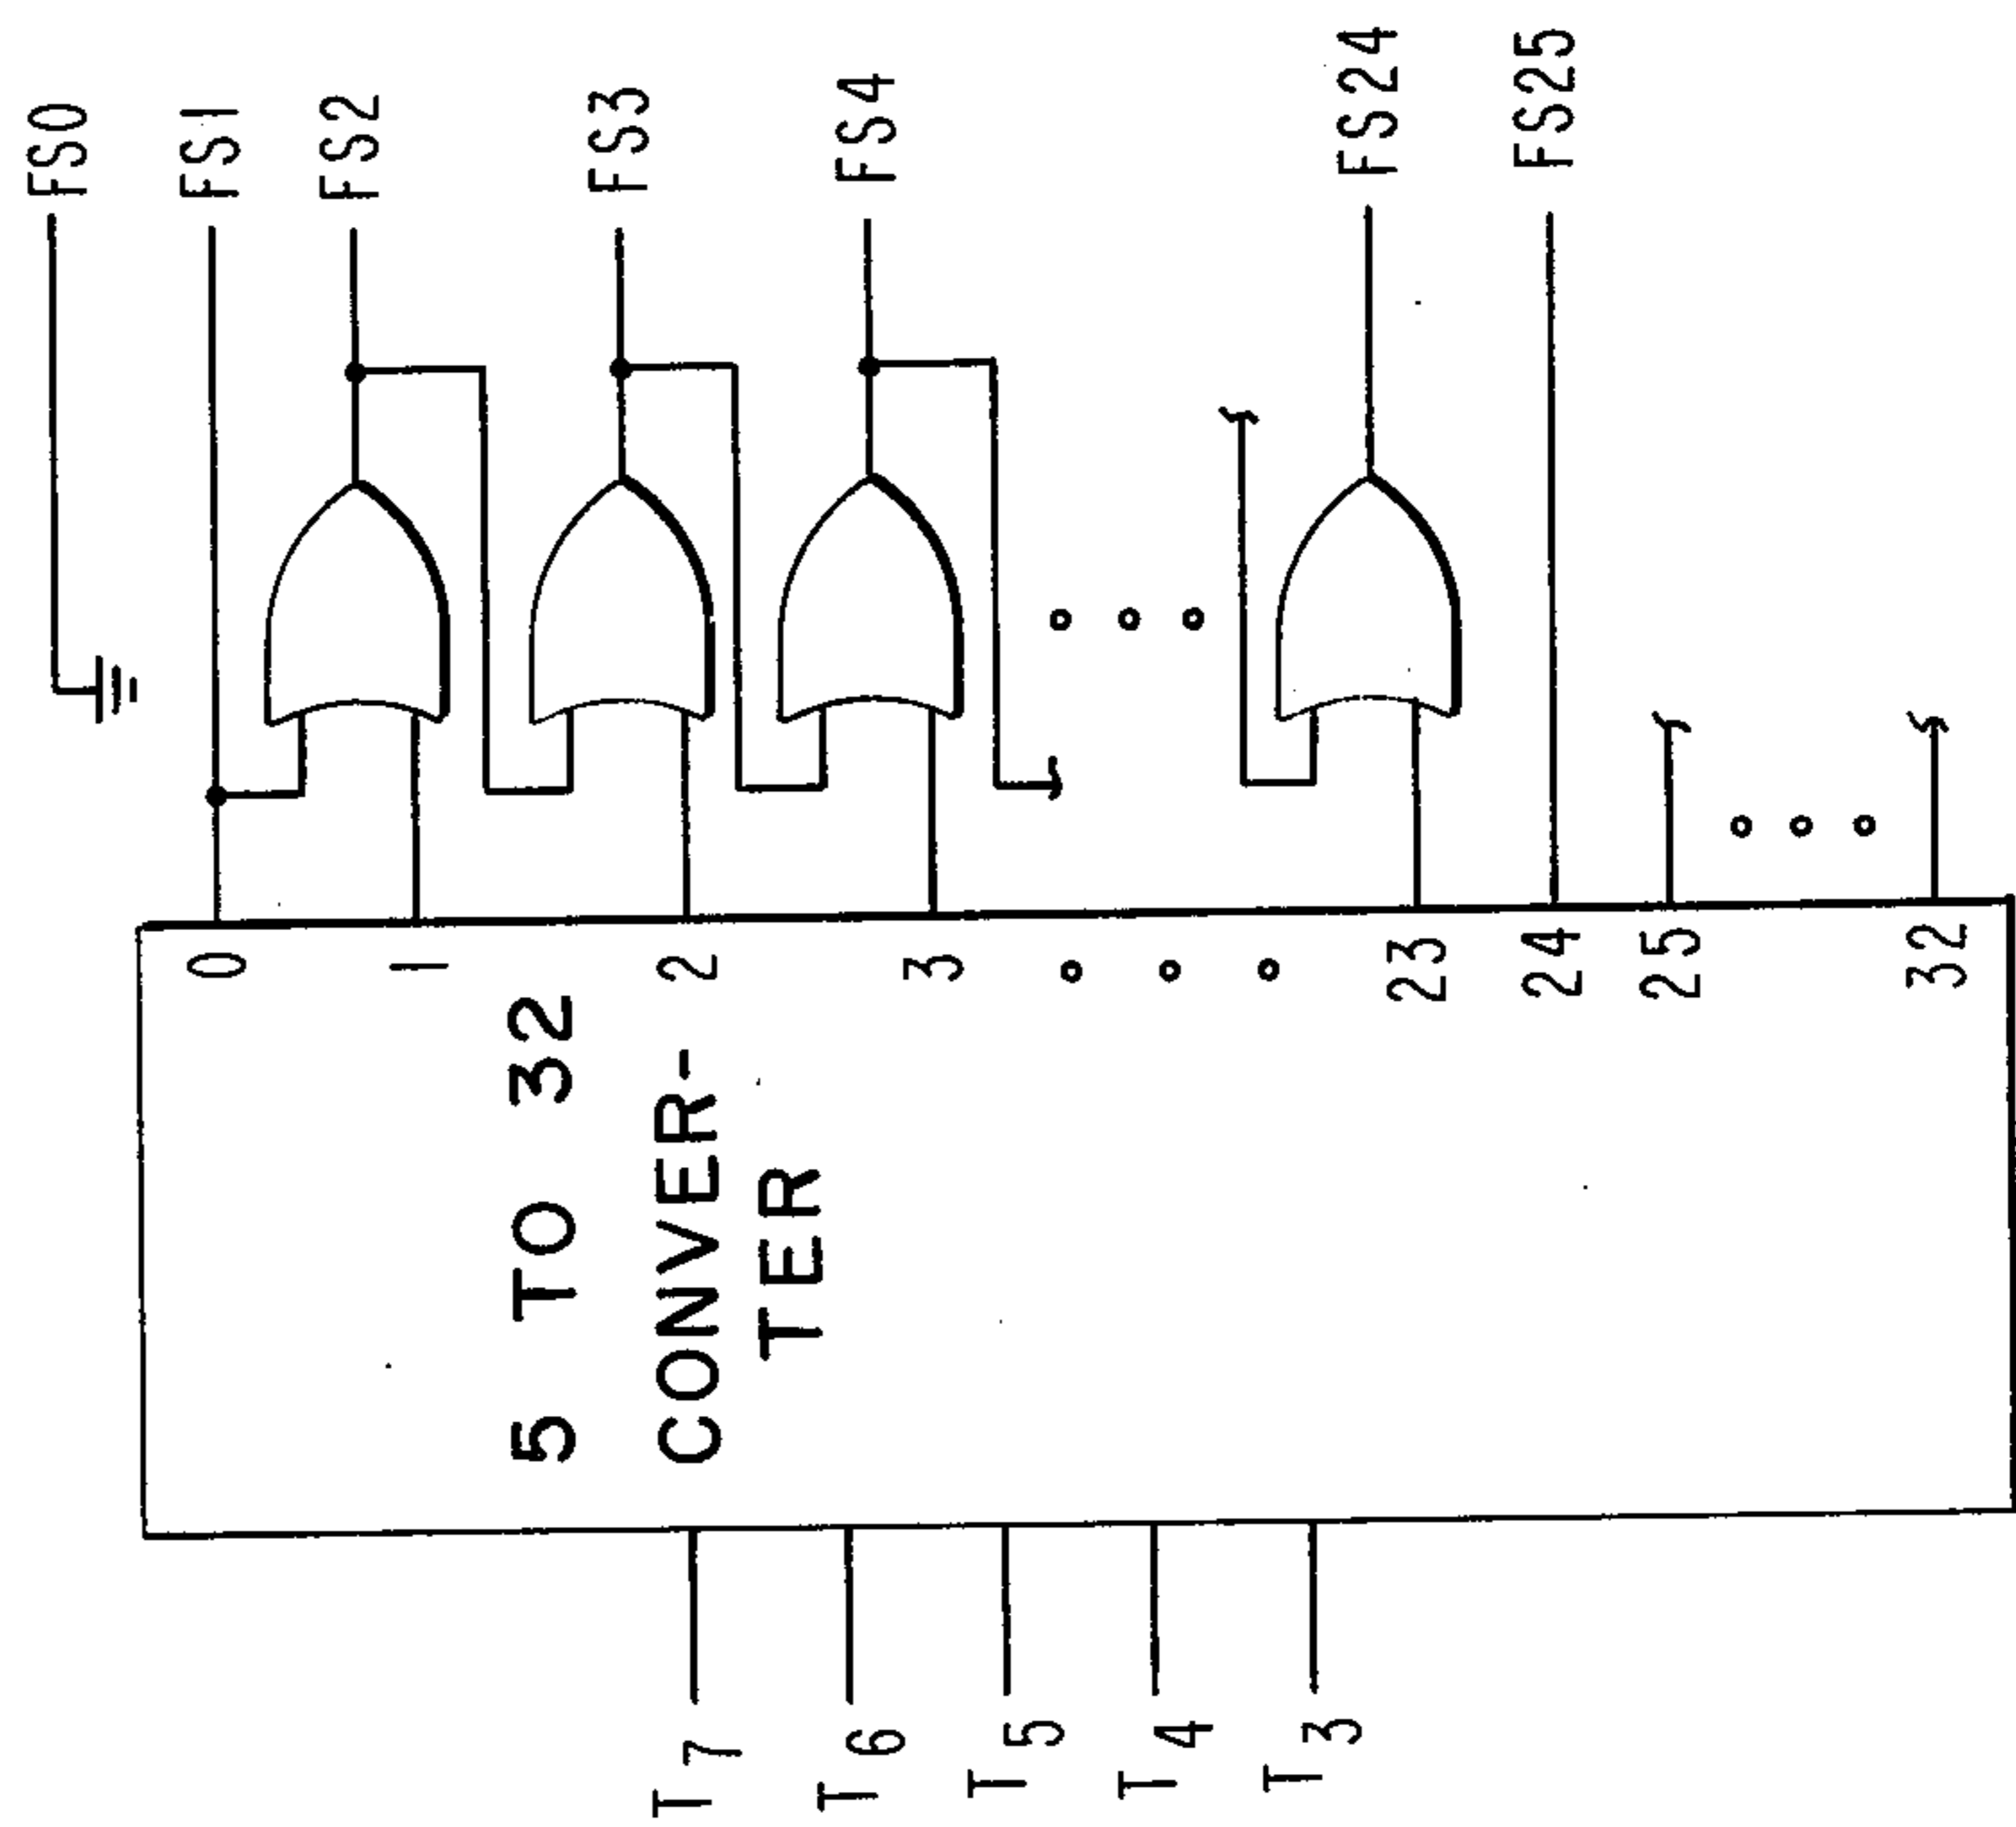 FS0
FS1
FS2
FS3
FS4
FS24
FS25
0
1
2
3
23
24
25
32
5 TO 32
CONVER-
TER
T7
T6
T5
T4
T3